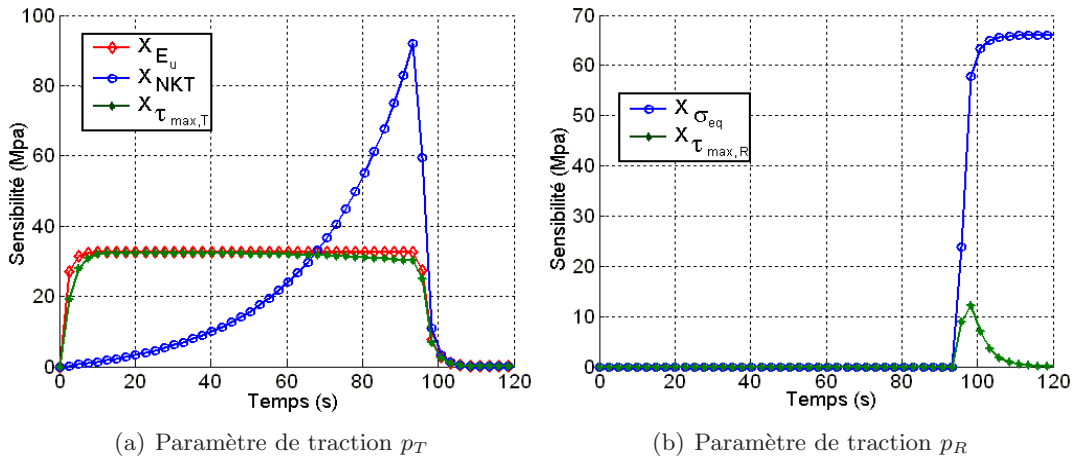 100
80
60
40
20
0
Sensibilité (Mpa)
X E_u
X NKT
X τ max,T
0 20 40 60 80 100 120
Temps (s)
(a) Paramètre de traction p_T
70
60
50
40
30
20
10
0
Sensibilité (Mpa)
X σ_eq
X τ max,R
0 20 40 60 80 100 120
Temps (s)
(b) Paramètre de traction p_R